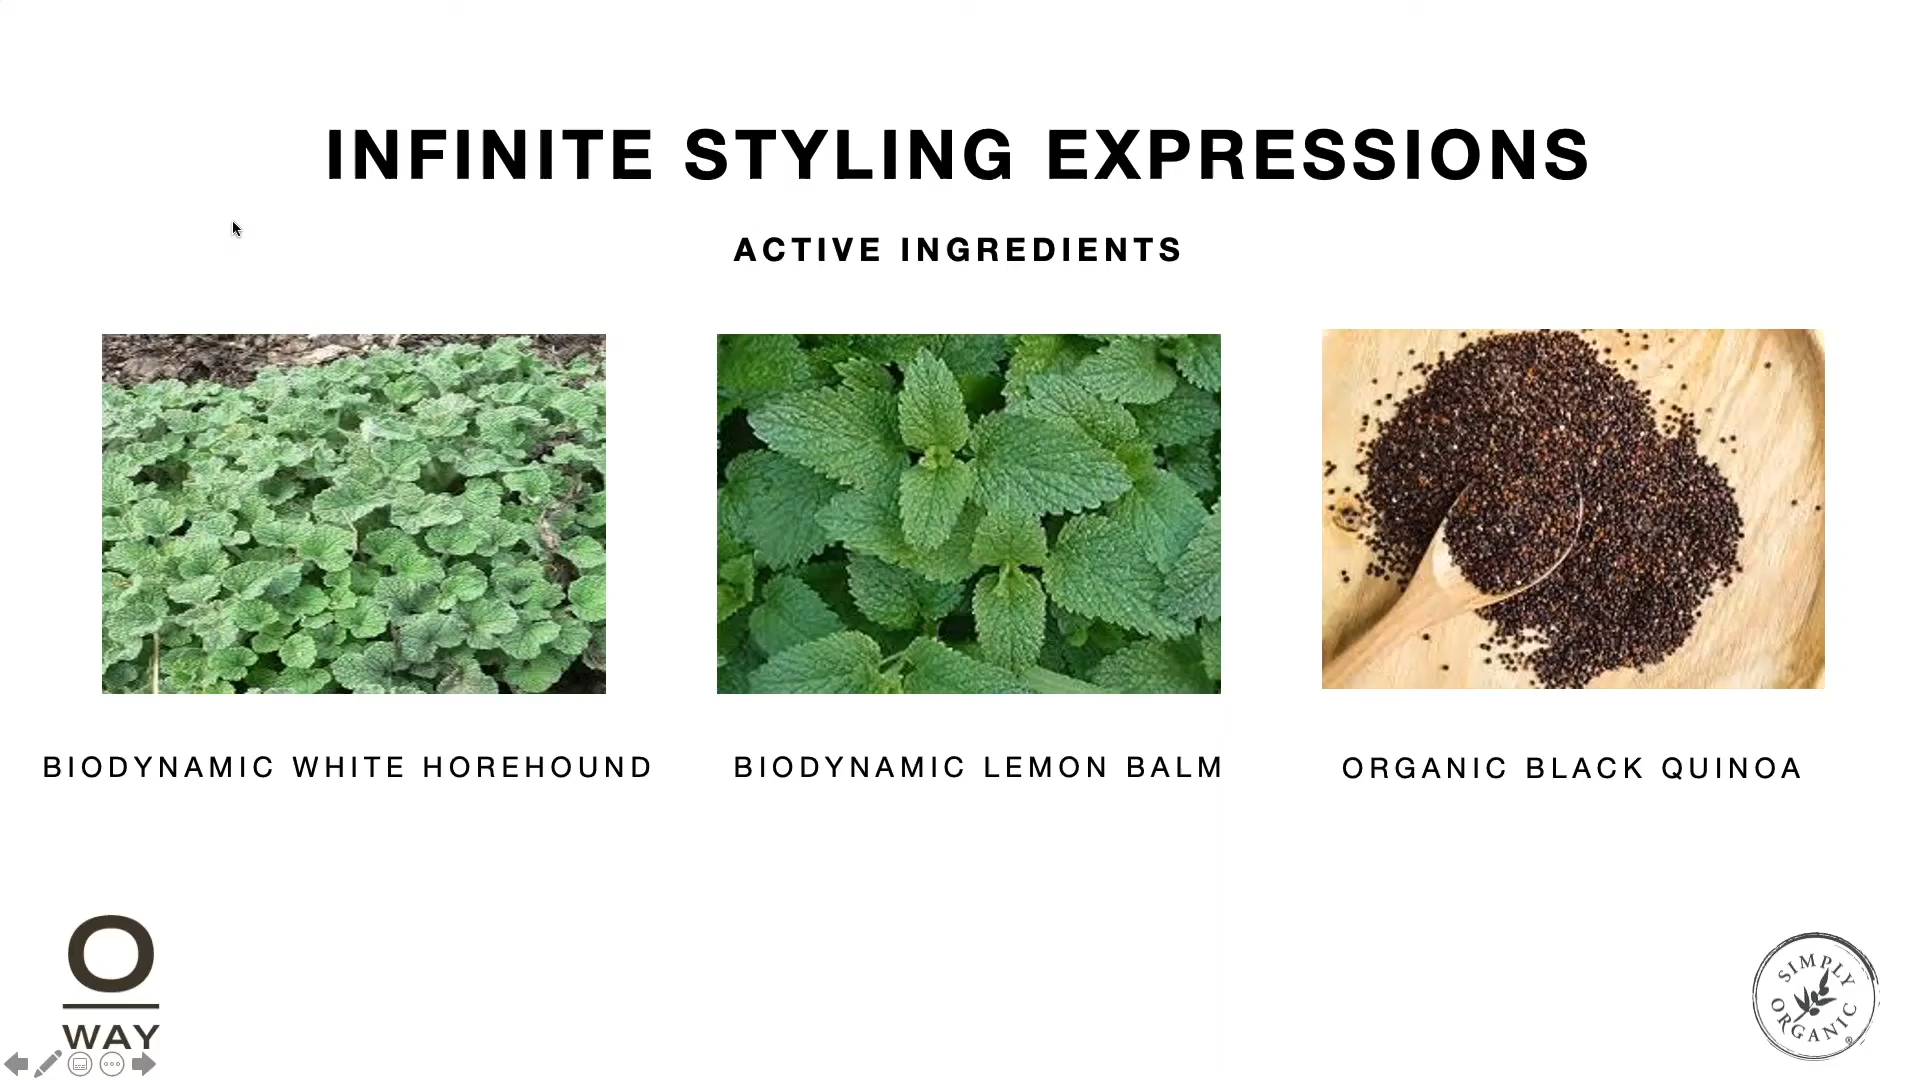 INFINITE STYLING EXPRESSIONS
ACTIVE INGREDIENTS
BIODYNAMIC WHITE HOREHOUND
BIODYNAMIC LEMON BALM
ORGANIC BLACK QUINOA
O
WAY
SIMPLY
ORGANIC
®